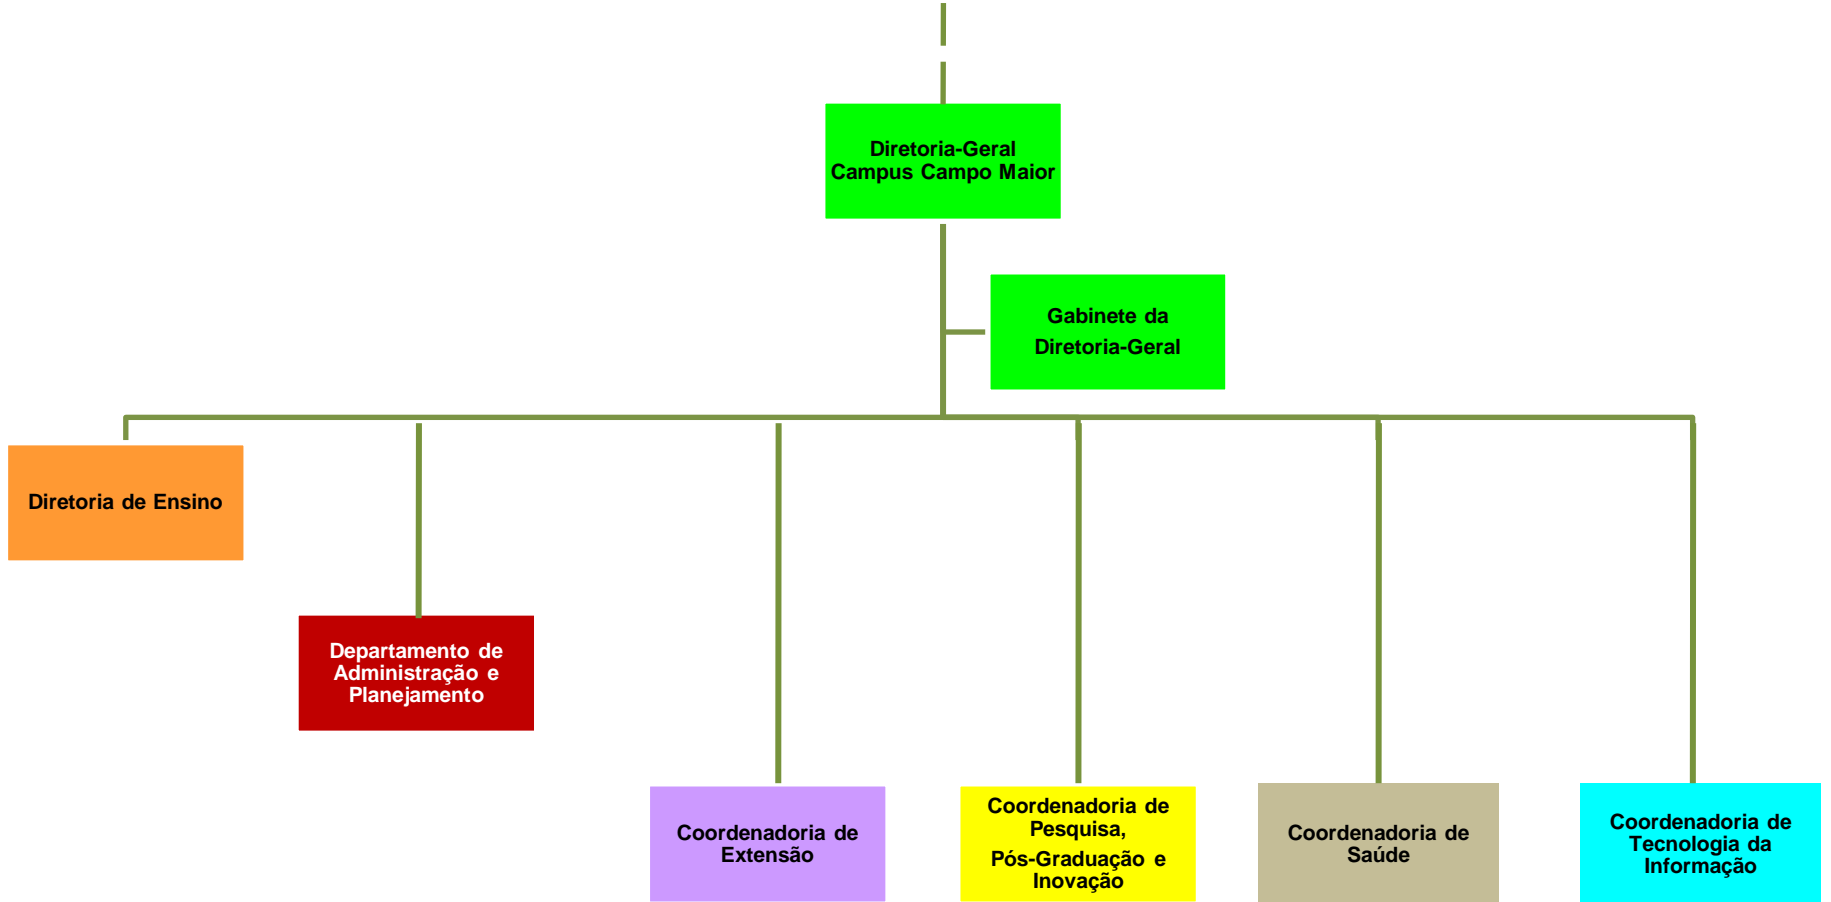 Diretoria-Geral
Campus Campo Maior
Gabinete da
Diretoria-Geral
Diretoria de Ensino
Departamento de
Administração e
Planejamento
Coordenadoria de
Extensão
Coordenadoria de
Pesquisa,
Pós-Graduação e
Inovação
Coordenadoria de
Saúde
Coordenadoria de
Tecnologia da
Informação